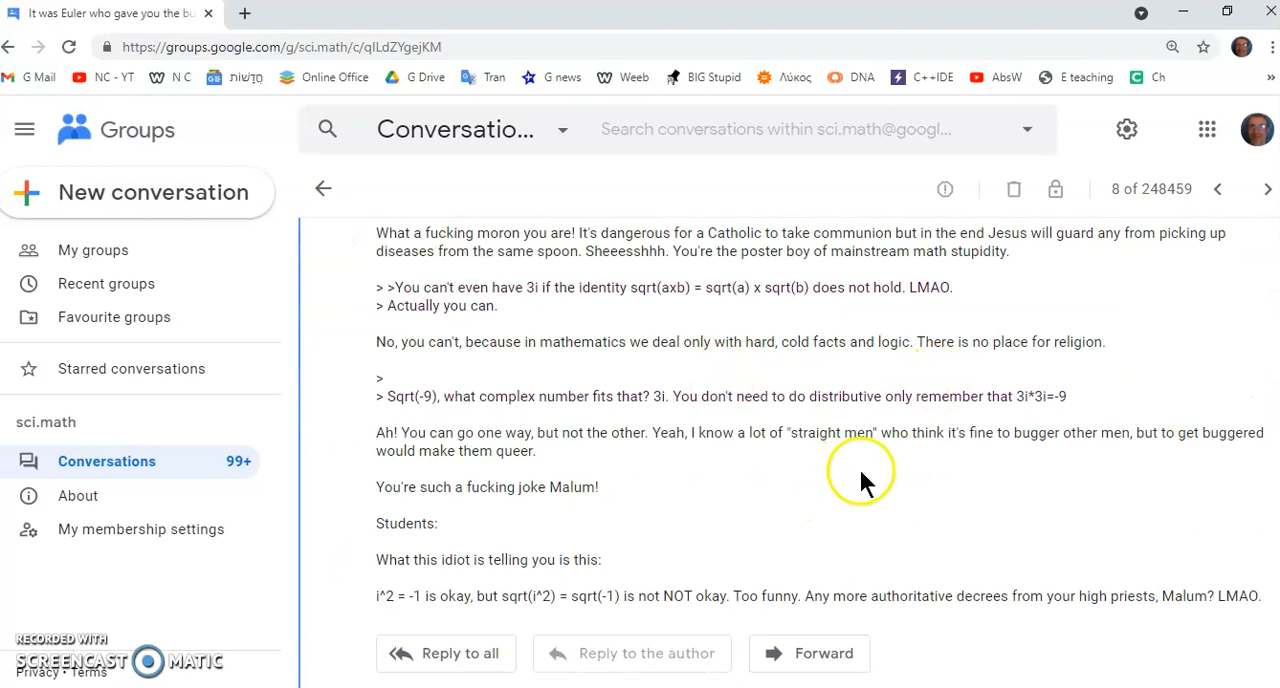 It was Euler who gave you the bu
https://groups.google.com/g/sci.math/c/qILdZYgejKM
G Mail NC - YT N C חֲדָשׁוֹת Online Office G Drive Tran G news Weeb BIG Stupid Λύκος DNA C++IDE AbsW E teaching Ch »
Groups
Conversatio...
Search conversations within sci.math@googl...
New conversation
8 of 248459
My groups
Recent groups
Favourite groups
Starred conversations
sci.math
Conversations 99+
About
My membership settings
Privacy • Terms
What a fucking moron you are! It's dangerous for a Catholic to take communion but in the end Jesus will guard any from picking up
diseases from the same spoon. Sheeesshhh. You're the poster boy of mainstream math stupidity.
> >You can't even have 3i if the identity sqrt(axb) = sqrt(a) x sqrt(b) does not hold. LMAO.
> Actually you can.
No, you can't, because in mathematics we deal only with hard, cold facts and logic. There is no place for religion.
>
> Sqrt(-9), what complex number fits that? 3i. You don't need to do distributive only remember that 3i*3i=-9
Ah! You can go one way, but not the other. Yeah, I know a lot of "straight men" who think it's fine to bugger other men, but to get buggered
would make them queer.
You're such a fucking joke Malum!
Students:
What this idiot is telling you is this:
i^2 = -1 is okay, but sqrt(i^2) = sqrt(-1) is not NOT okay. Too funny. Any more authoritative decrees from your high priests, Malum? LMAO.
Reply to all
Reply to the author
Forward
RECORDED WITH
SCREENCAST MATIC